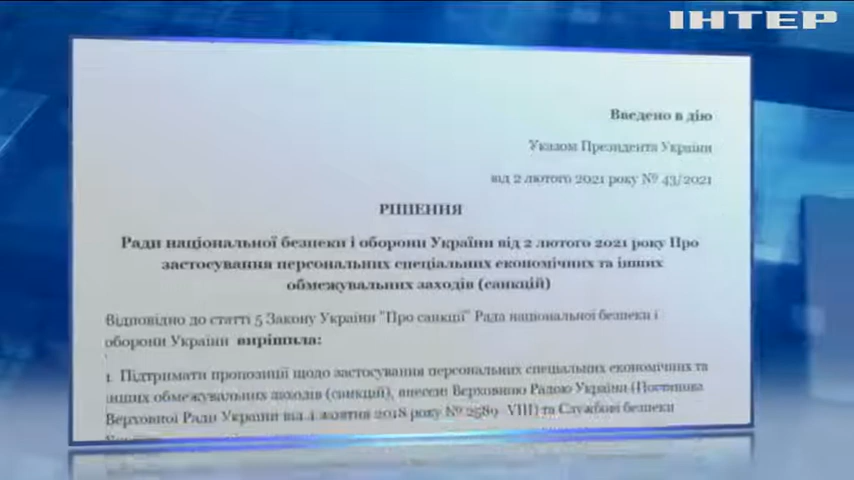 ІНТЕР
Введено в дію
Указом Президента України
від 2 лютого 2021 року № 43/2021
РІШЕННЯ
Ради національної безпеки і оборони України від 2 лютого 2021 року Про
застосування персональних спеціальних економічних та інших
обмежувальних заходів (санкцій)
Відповідно до статті 5 Закону України "Про санкції" Рада національної безпеки і
оборони України вирішила:
1. Підтримати пропозиції щодо застосування персональних спеціальних економічних та
інших обмежувальних заходів (санкцій), внесені Верховною Радою України (Постанова
Верховної Ради України від 4 жовтня 2018 року № 2589-VIII) та Службою безпеки